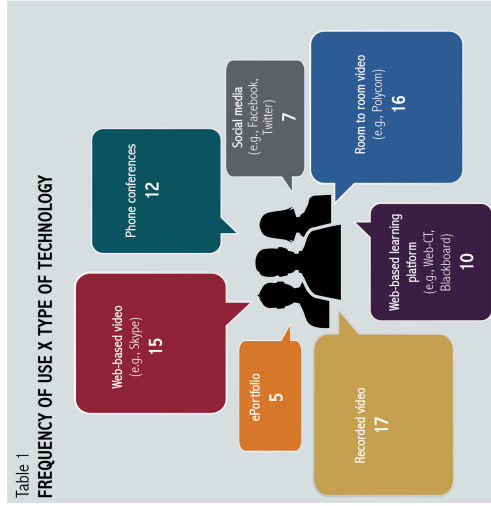 Table 1
FREQUENCY OF USE X TYPE OF TECHNOLOGY
Web-based video
(e.g., Skype)
15
Phone conferences
12
ePortfolio
5
Social media
(e.g., Facebook,
Twitter)
7
Recorded video
17
Web-based learning
platform
(e.g., Web-CT,
Blackboard)
10
Room to room video
(e.g., Polycom)
16